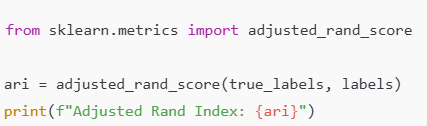 from sklearn.metrics import adjusted_rand_score
ari = adjusted_rand_score(true_labels, labels)
print(f"Adjusted Rand Index: {ari}")